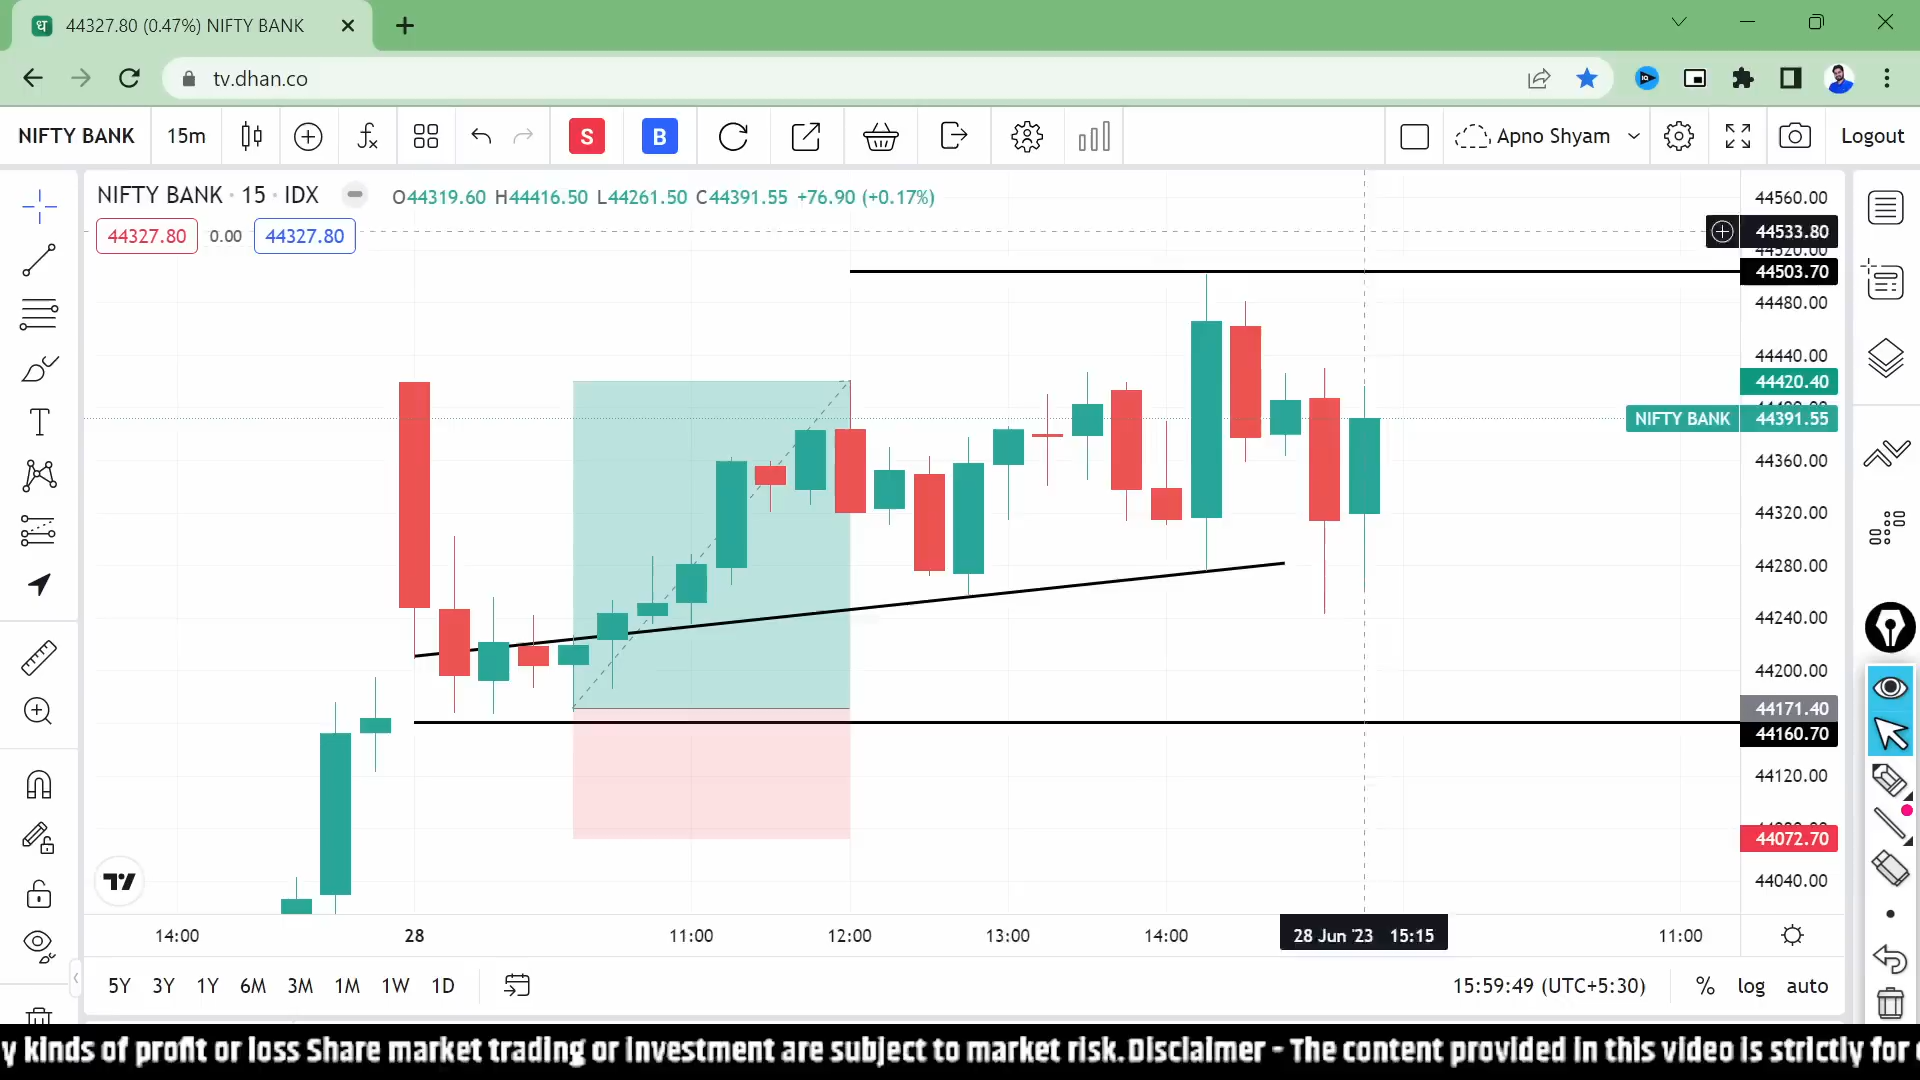 ध 44327.80 (0.47%) NIFTY BANK
tv.dhan.co
NIFTY BANK 15m S B Apno Shyam Logout
NIFTY BANK · 15 · IDX O44319.60 H44416.50 L44261.50 C44391.55 +76.90 (+0.17%)
44327.80 0.00 44327.80
44560.00
44533.80
44503.70
44480.00
44440.00
44420.40
NIFTY BANK 44391.55
44360.00
44320.00
44280.00
44240.00
44200.00
44171.40
44160.70
44120.00
44072.70
44040.00
14:00 28 11:00 12:00 13:00 14:00 28 Jun '23 15:15 11:00
5Y 3Y 1Y 6M 3M 1M 1W 1D 15:59:49 (UTC+5:30) % log auto
y kinds of profit or loss Share market trading or investment are subject to market risk. Disclaimer - The content provided in this video is strictly for